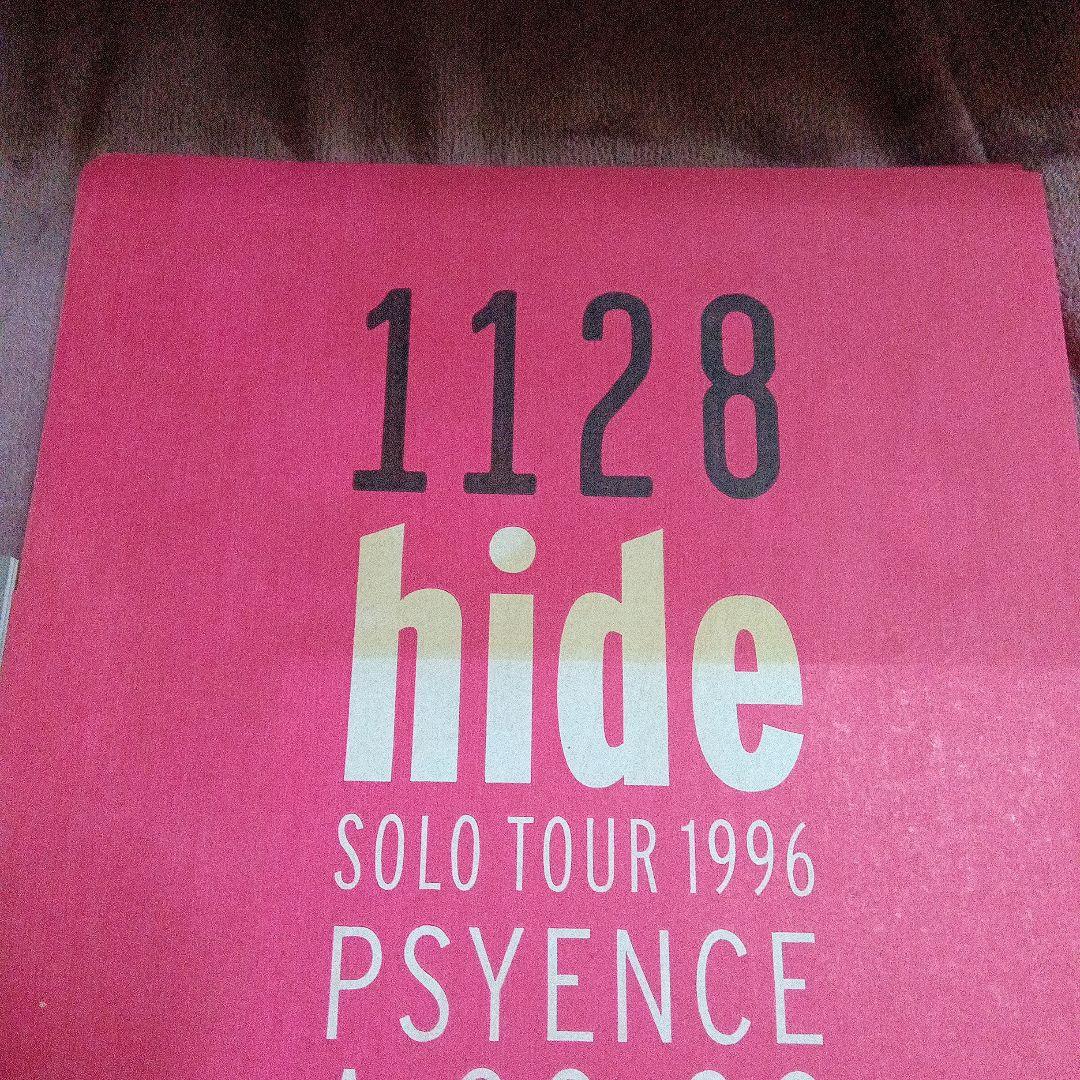 1128
hide
SOLO TOUR 1996
PSYENCE